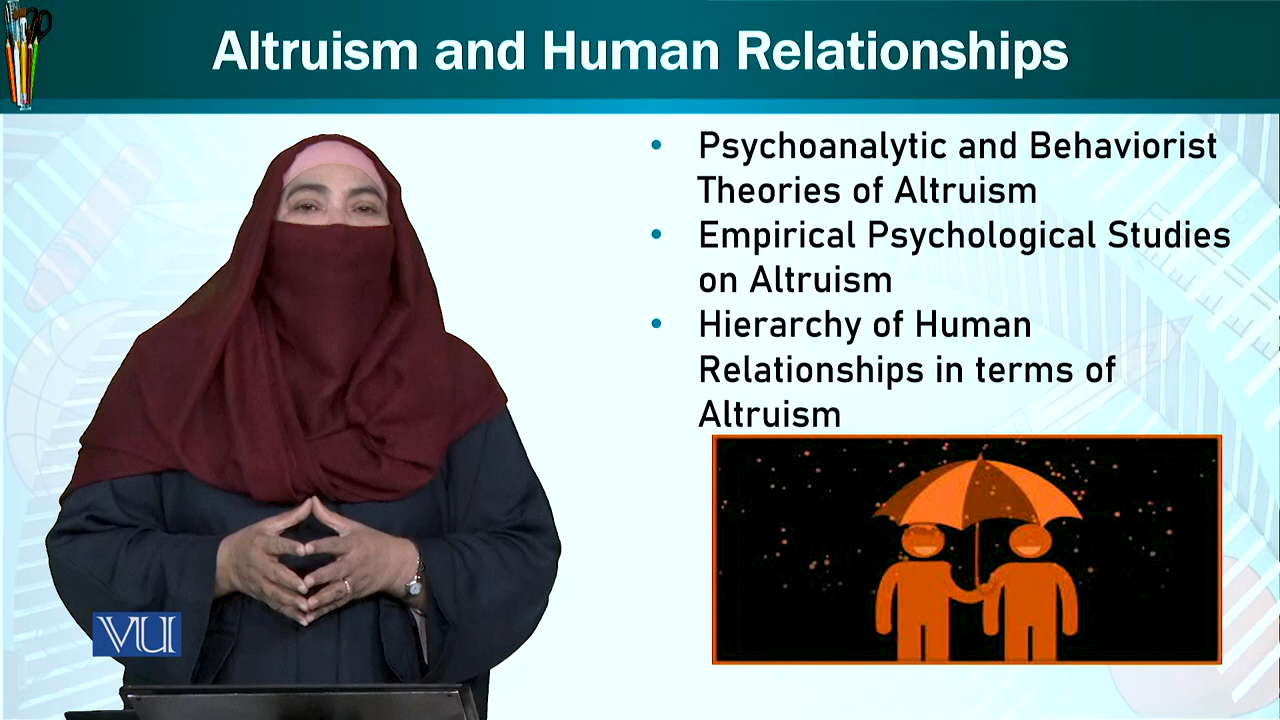 Altruism and Human Relationships
• Psychoanalytic and Behaviorist
Theories of Altruism
• Empirical Psychological Studies
on Altruism
• Hierarchy of Human
Relationships in terms of
Altruism
VU